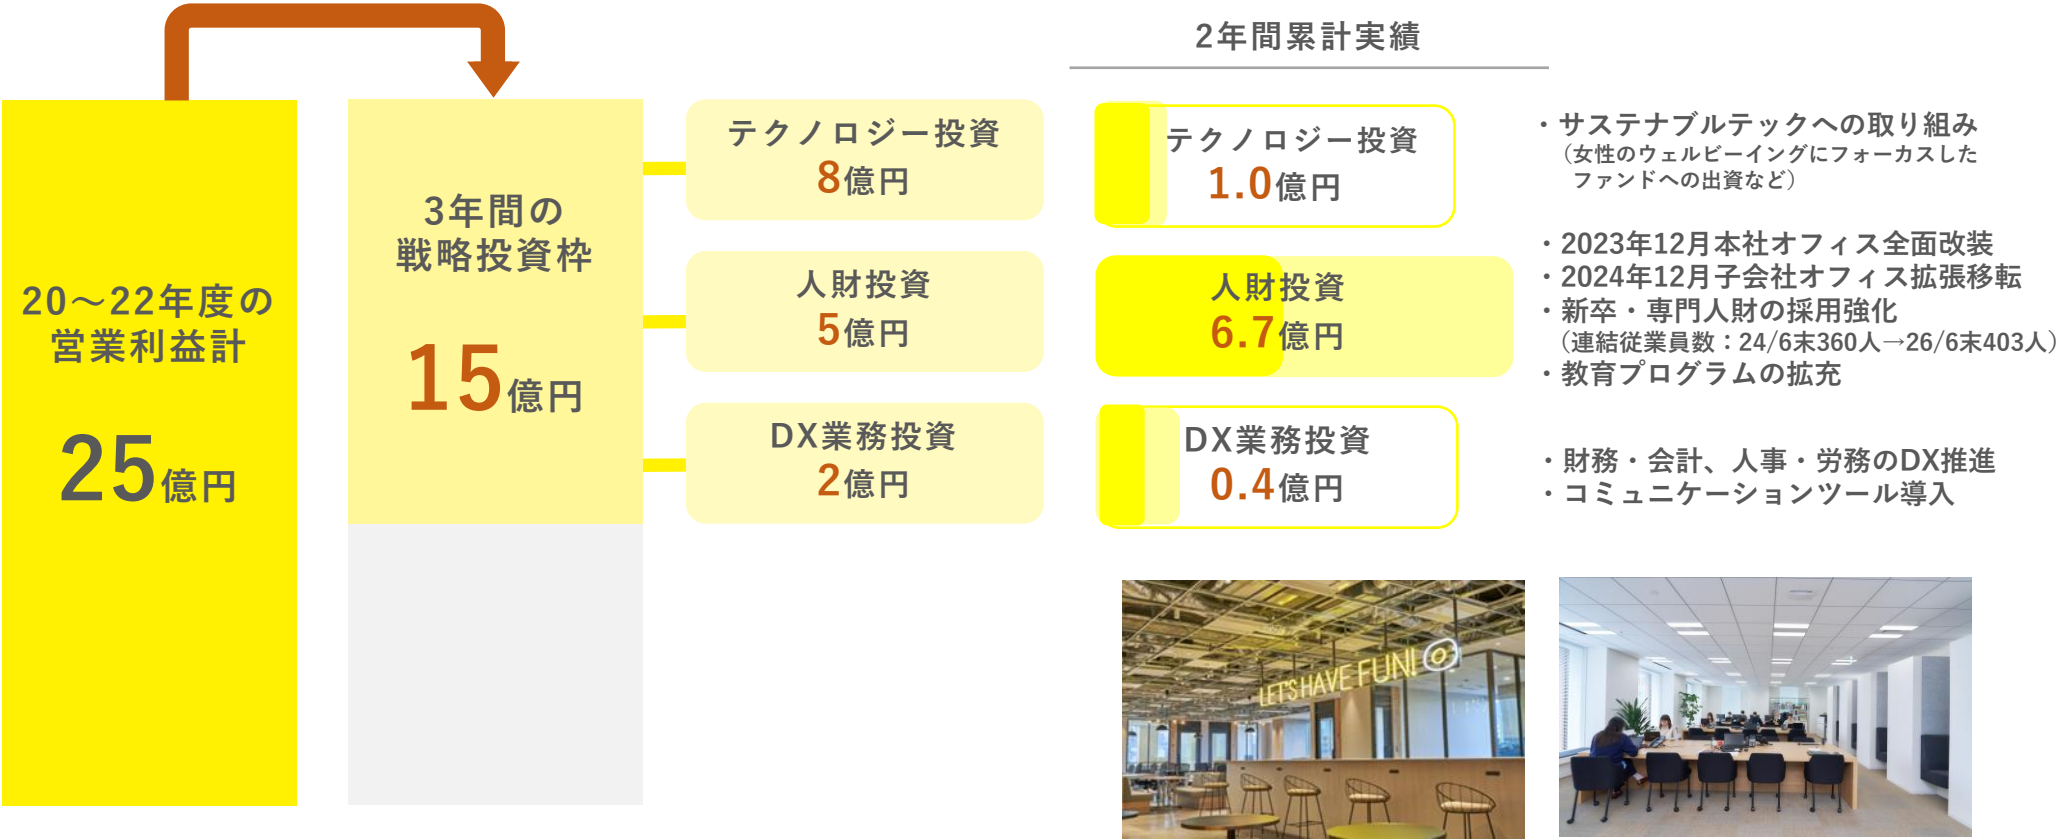 20～22年度の
営業利益計
25億円
3年間の
戦略投資枠
15億円
テクノロジー投資
8億円
人財投資
5億円
DX業務投資
2億円
2年間累計実績
テクノロジー投資
1.0億円
人財投資
6.7億円
DX業務投資
0.4億円
・サステナブルテックへの取り組み
（女性のウェルビーイングにフォーカスした
ファンドへの出資など）
・2023年12月本社オフィス全面改装
・2024年12月子会社オフィス拡張移転
・新卒・専門人財の採用強化
（連結従業員数：24/6末360人→26/6末403人）
・教育プログラムの拡充
・財務・会計、人事・労務のDX推進
・コミュニケーションツール導入
LET'S HAVE FUN!